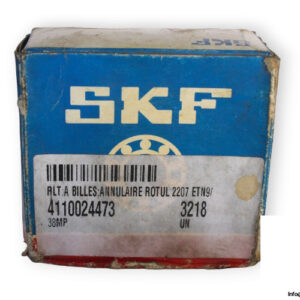 SKF
SKF
RLT A BILLES;ANNULAIRE ROTUL 2207 ETN9/
4110024473 3218
38MP UN